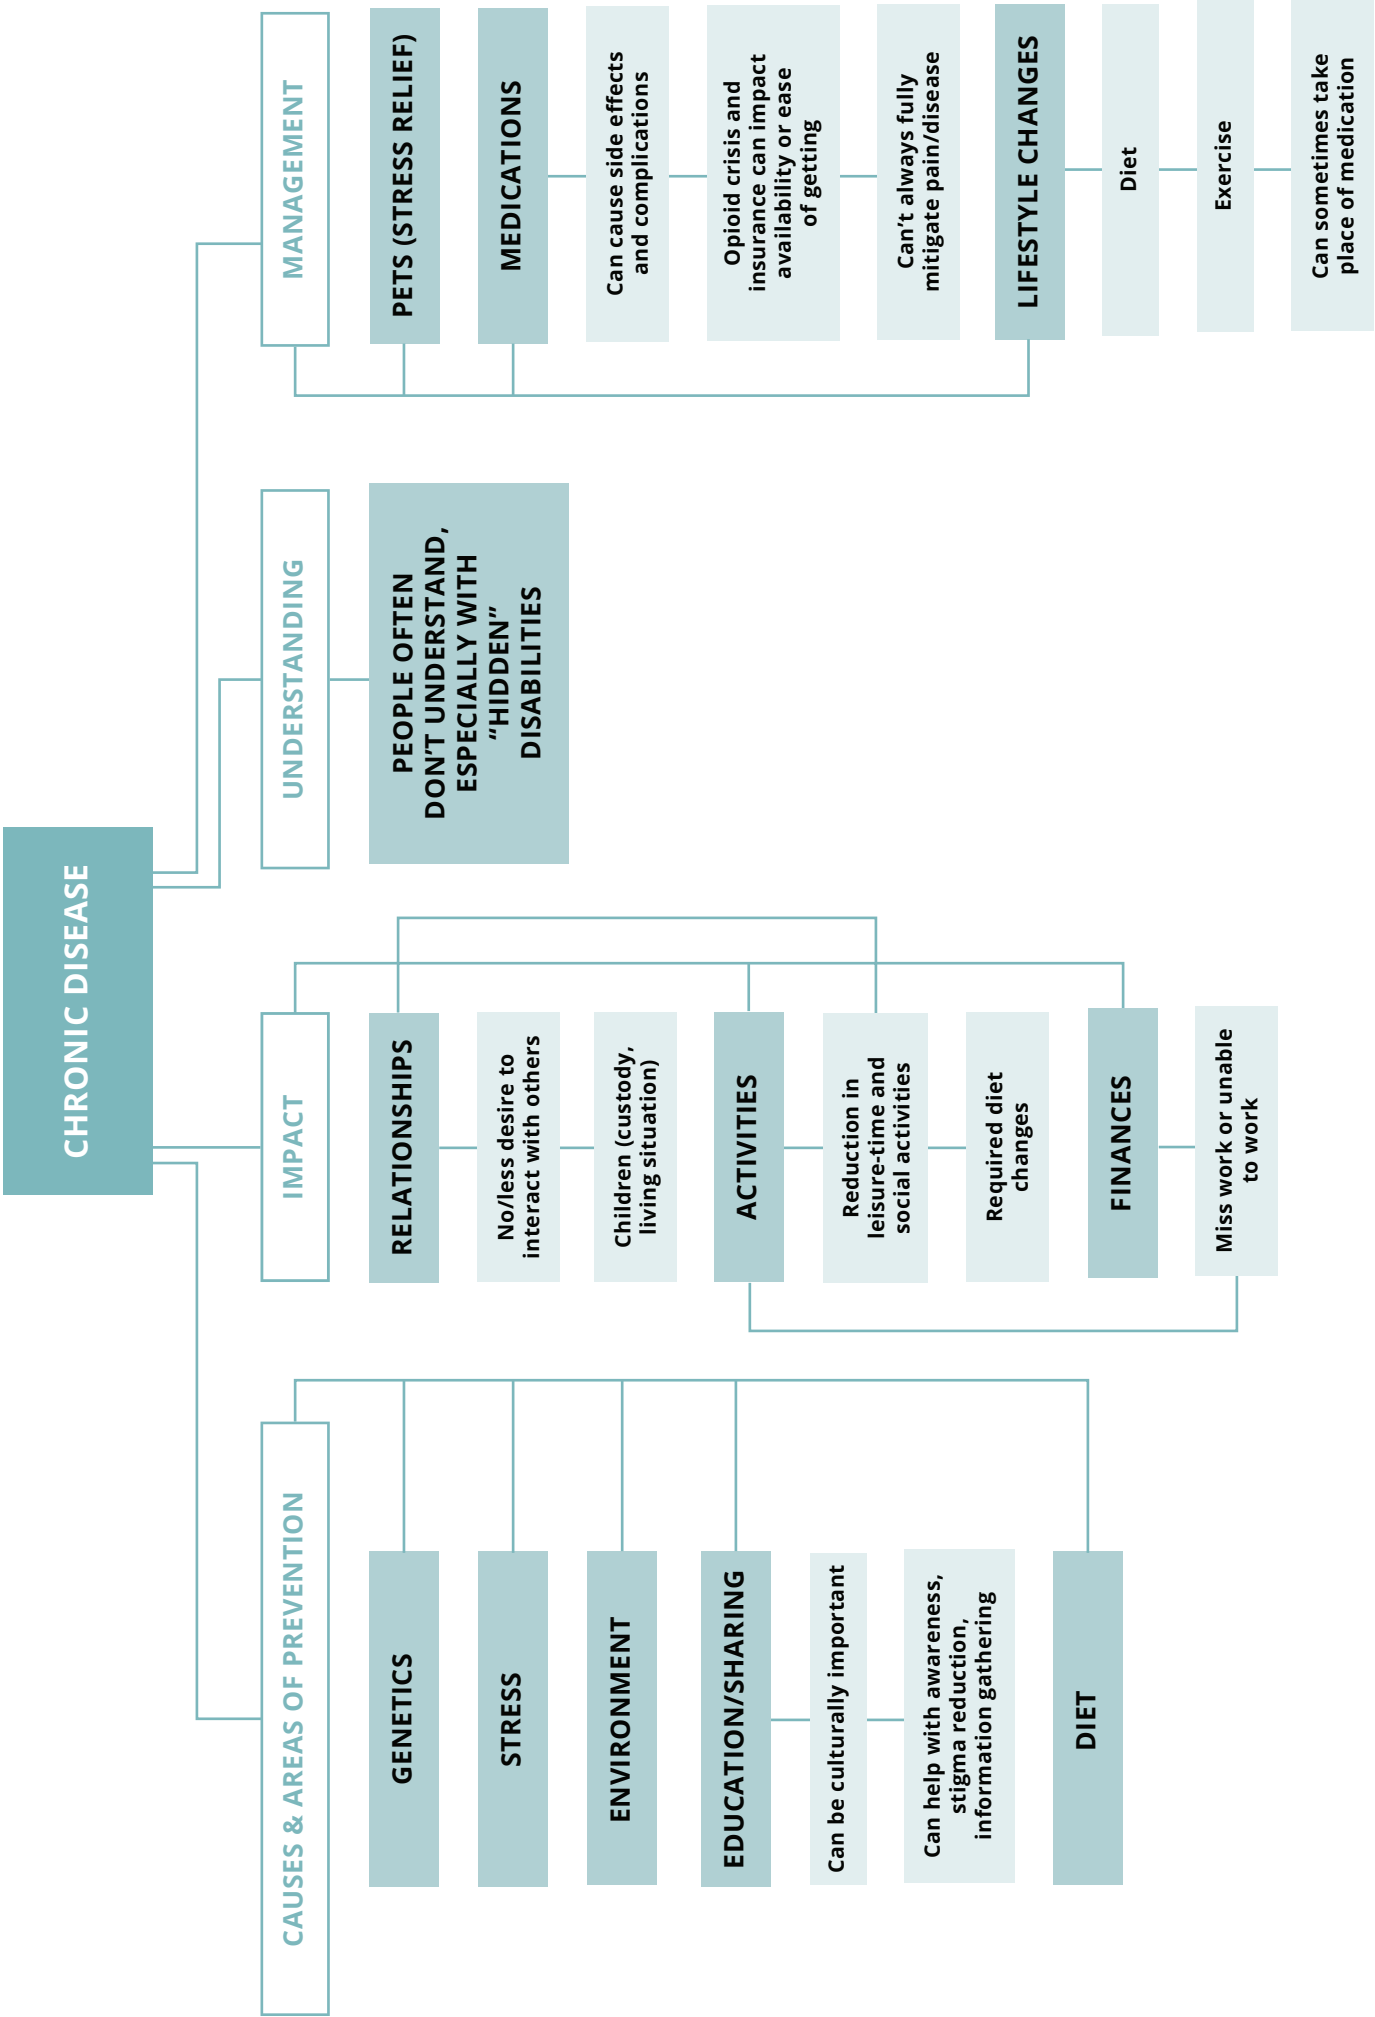 CHRONIC DISEASE
CAUSES & AREAS OF PREVENTION
GENETICS
STRESS
ENVIRONMENT
EDUCATION/SHARING
Can be culturally important
Can help with awareness,
stigma reduction,
information gathering
DIET
IMPACT
RELATIONSHIPS
No/less desire to
interact with others
Children (custody,
living situation)
ACTIVITIES
Reduction in
leisure-time and
social activities
Required diet
changes
FINANCES
Miss work or unable
to work
UNDERSTANDING
PEOPLE OFTEN
DON’T UNDERSTAND,
ESPECIALLY WITH
“HIDDEN”
DISABILITIES
MANAGEMENT
PETS (STRESS RELIEF)
MEDICATIONS
Can cause side effects
and complications
Opioid crisis and
insurance can impact
availability or ease
of getting
Can’t always fully
mitigate pain/disease
LIFESTYLE CHANGES
Diet
Exercise
Can sometimes take
place of medication